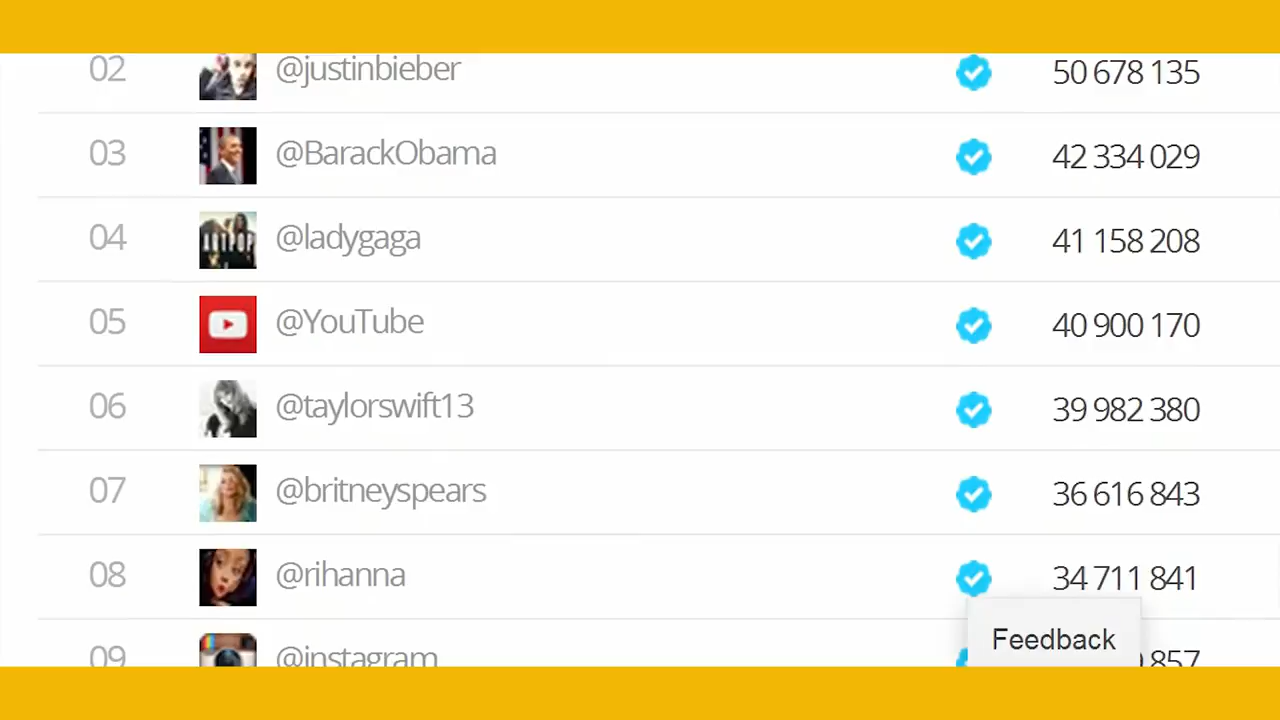 02 @justinbieber 50 678 135
03 @BarackObama 42 334 029
04 ARTPOP @ladygaga 41 158 208
05 @YouTube 40 900 170
06 @taylorswift13 39 982 380
07 @britneyspears 36 616 843
08 @rihanna 34 711 841
09 @instagram 857
Feedback